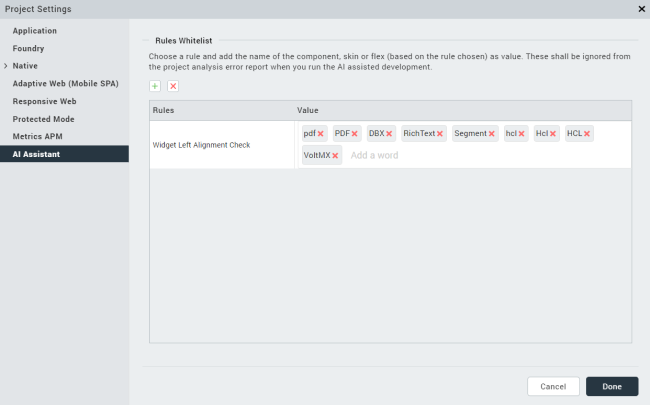 Project Settings
Application
Foundry
Native
Adaptive Web (Mobile SPA)
Responsive Web
Protected Mode
Metrics APM
AI Assistant
Rules Whitelist
Choose a rule and add the name of the component, skin or flex (based on the rule chosen) as value. These shall be ignored from
the project analysis error report when you run the AI assisted development.
Rules Value
Widget Left Alignment Check
pdf PDF DBX RichText Segment hcl Hcl HCL
VoltMX Add a word
Cancel Done